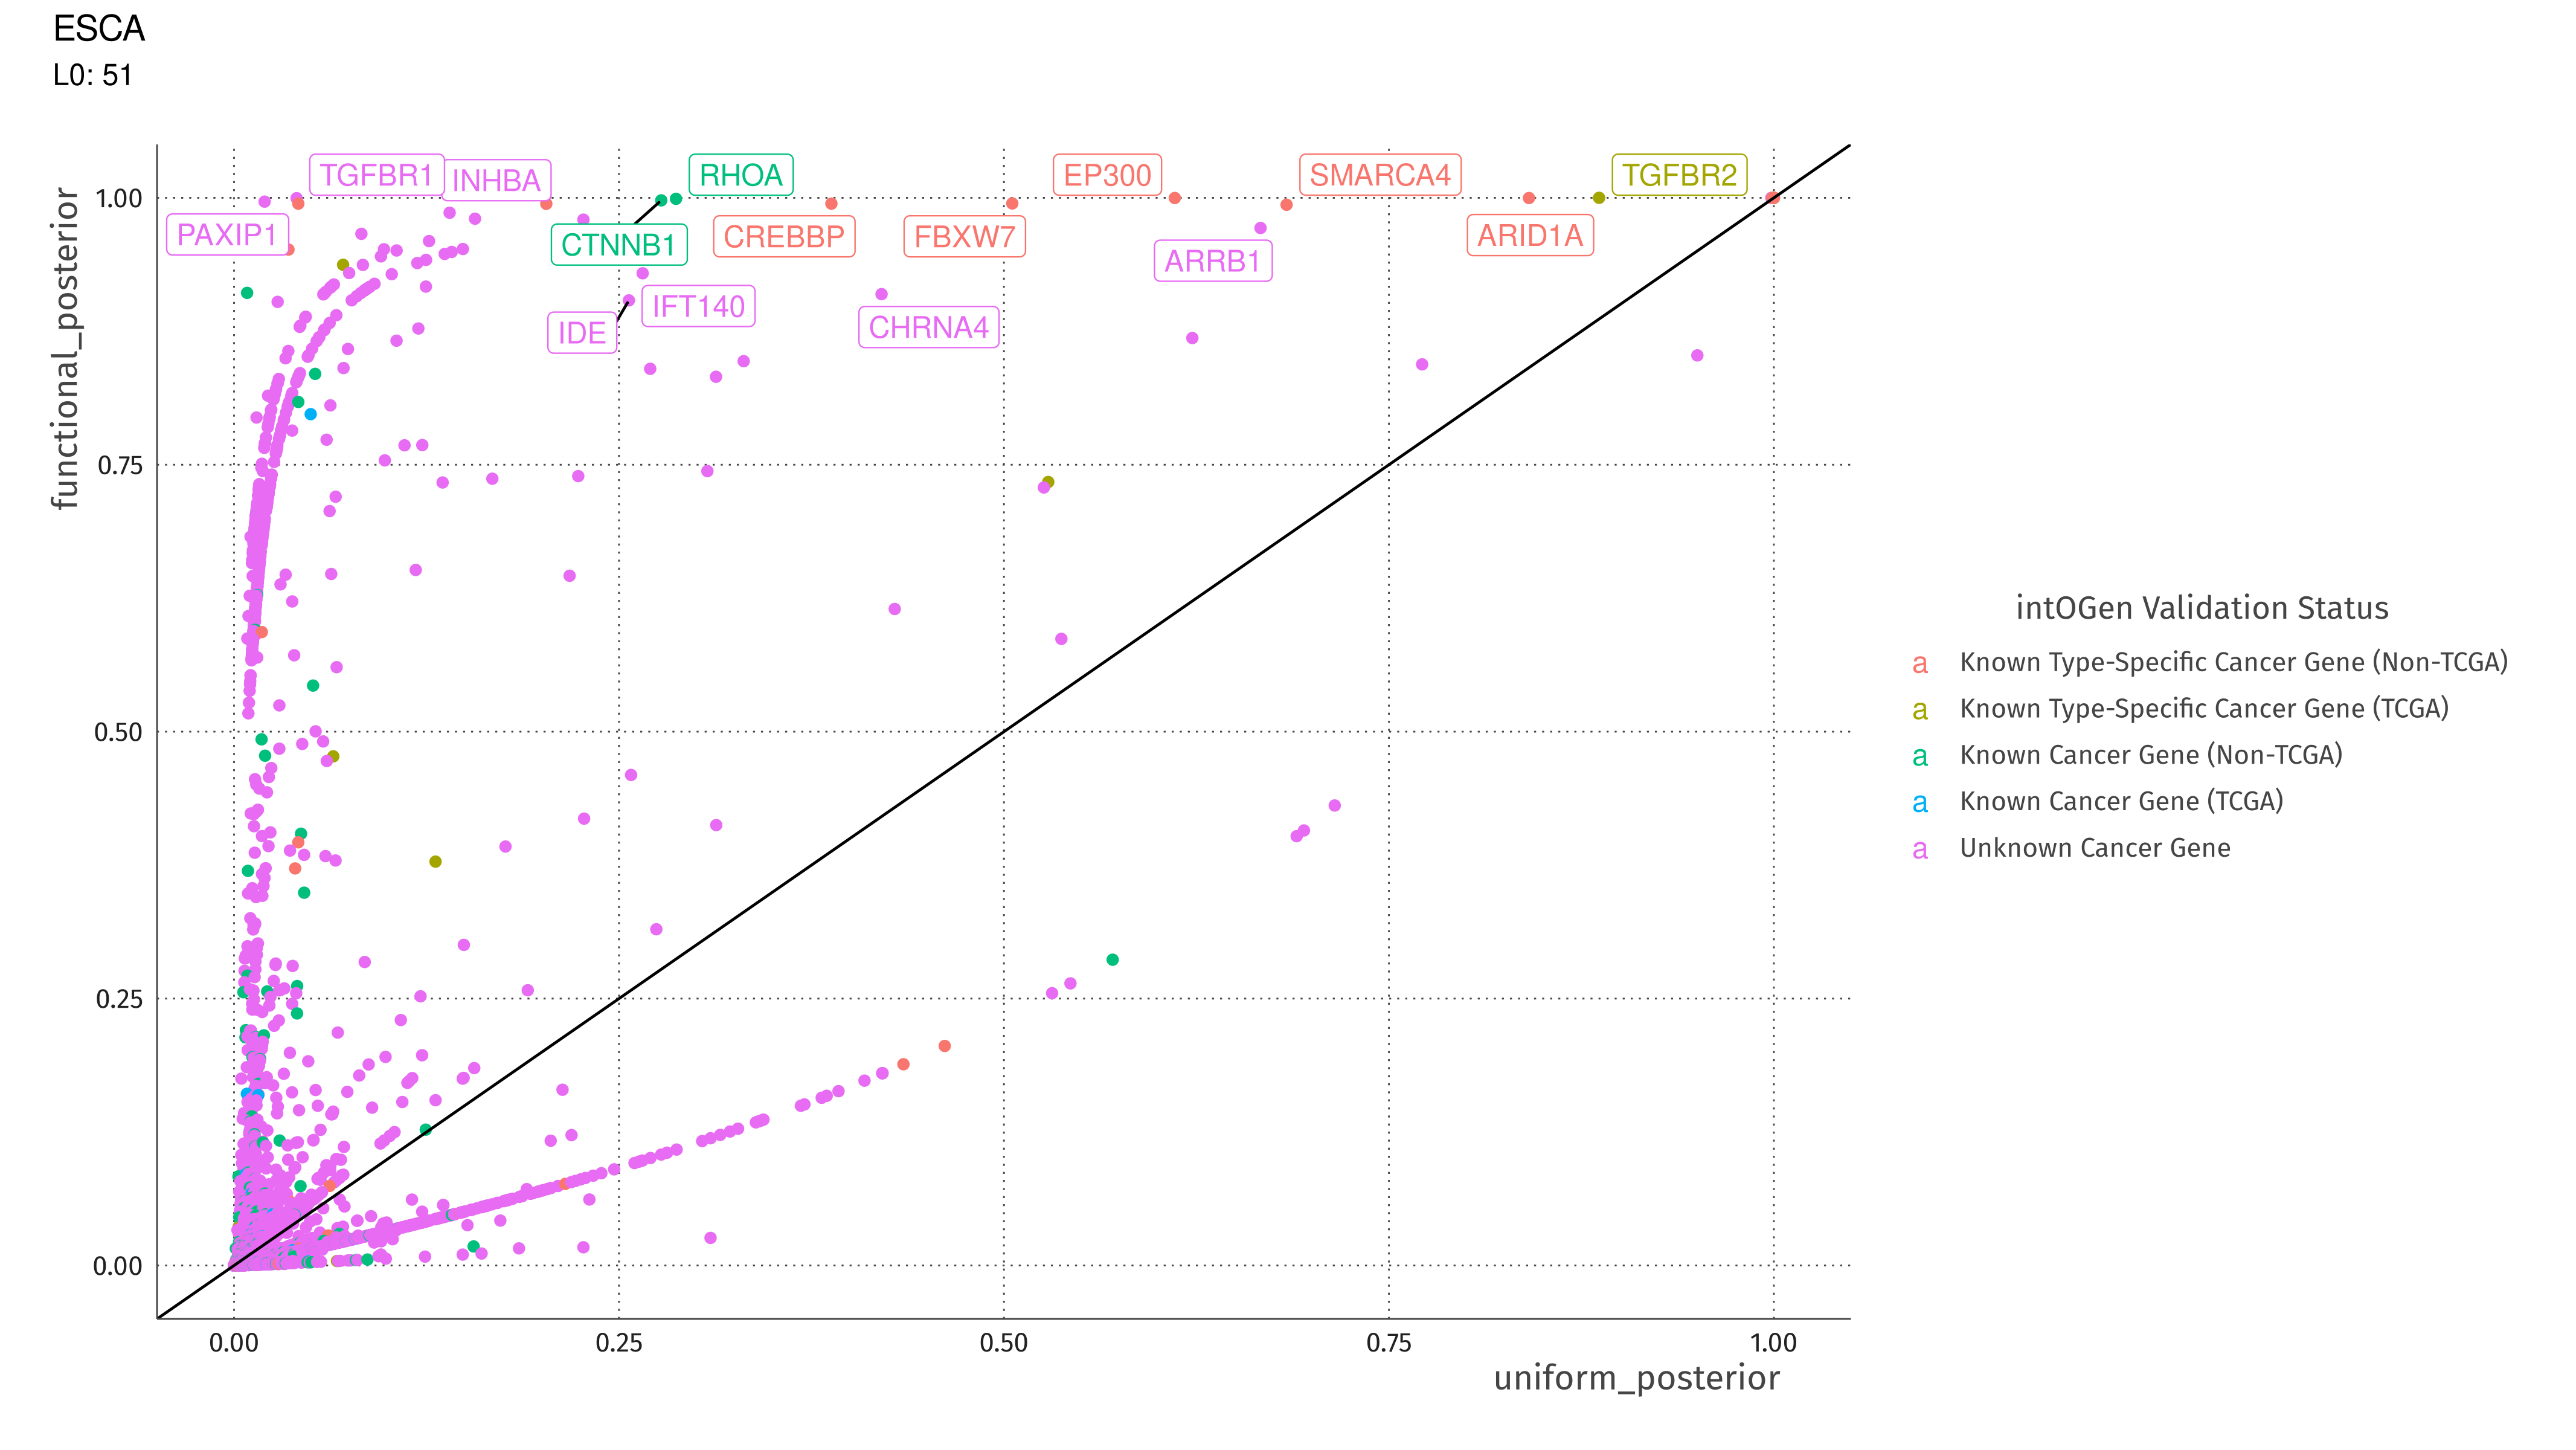 ESCA
L0: 51
TGFBR1
INHBA
RHOA
EP300
SMARCA4
TGFBR2
PAXIP1
CTNNB1
CREBBP
FBXW7
ARRB1
ARID1A
IDE
IFT140
CHRNA4
functional_posterior
1.00
0.75
0.50
0.25
0.00
0.00
0.25
0.50
0.75
1.00
uniform_posterior
intOGen Validation Status
a Known Type-Specific Cancer Gene (Non-TCGA)
a Known Type-Specific Cancer Gene (TCGA)
a Known Cancer Gene (Non-TCGA)
a Known Cancer Gene (TCGA)
a Unknown Cancer Gene